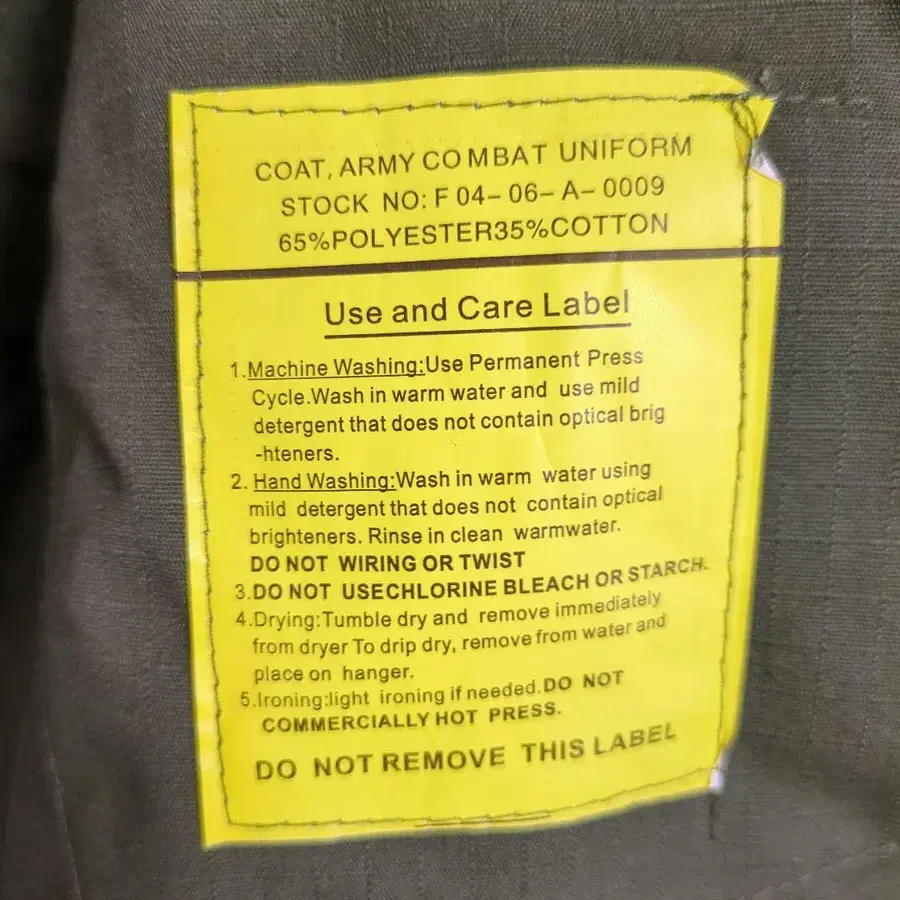 COAT, ARMY COMBAT UNIFORM
STOCK NO: F 04-06-A-0009
65%POLYESTER35%COTTON
Use and Care Label
1.Machine Washing:Use Permanent Press
Cycle.Wash in warm water and use mild
detergent that does not contain optical brig
-hteners.
2. Hand Washing:Wash in warm water using
mild detergent that does not contain optical
brighteners. Rinse in clean warmwater.
DO NOT WIRING OR TWIST
3.DO NOT USECHLORINE BLEACH OR STARCH.
4.Drying:Tumble dry and remove immediately
from dryer To drip dry, remove from water and
place on hanger.
5.Ironing:light ironing if needed.DO NOT
COMMERCIALLY HOT PRESS.
DO NOT REMOVE THIS LABEL